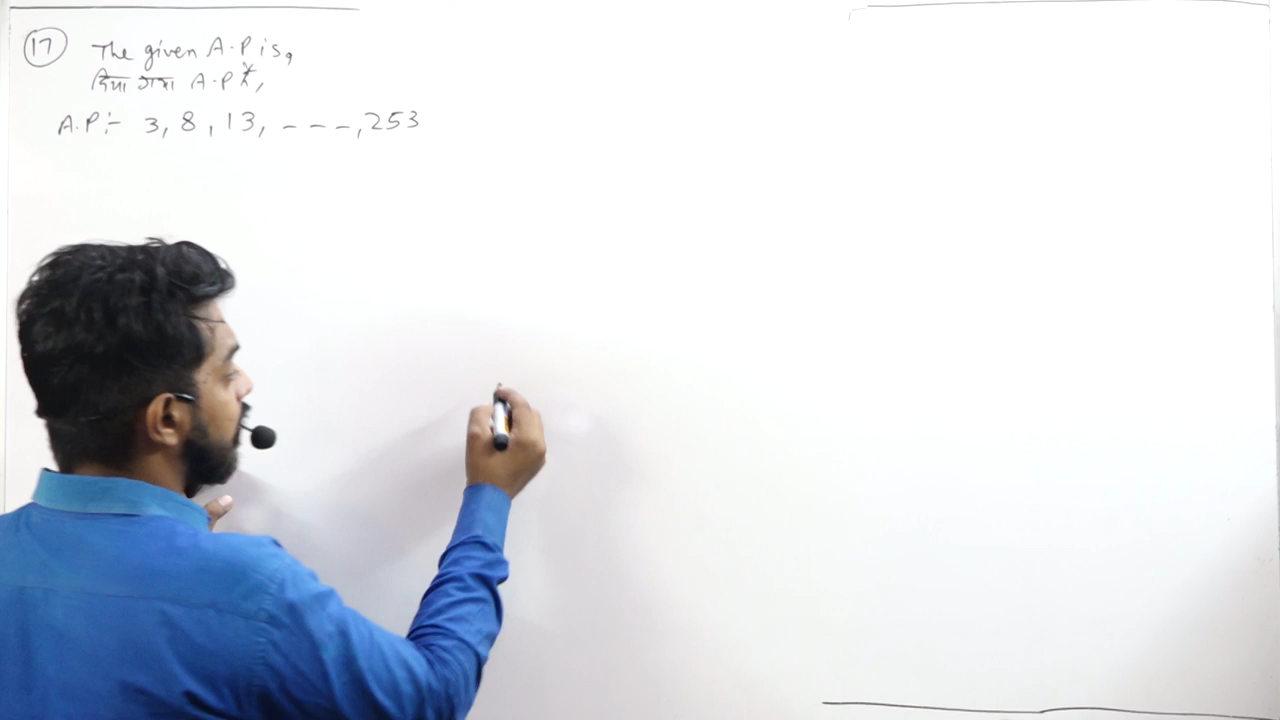 17 The given A.P is,
दिया गया A.P है,
A.P:- 3, 8, 13, - - -, 253